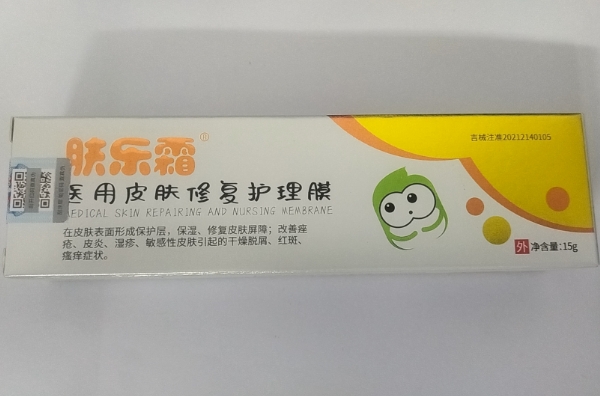 肤乐霜®
吉械注准20212140105
医用皮肤修复护理膜
MEDICAL SKIN REPAIRING AND NURSING MEMBRANE
在皮肤表面形成保护层，保湿、修复皮肤屏障；改善痤
疮、皮炎、湿疹、敏感性皮肤引起的干燥脱屑、红斑、
瘙痒症状。
外 净含量:15g